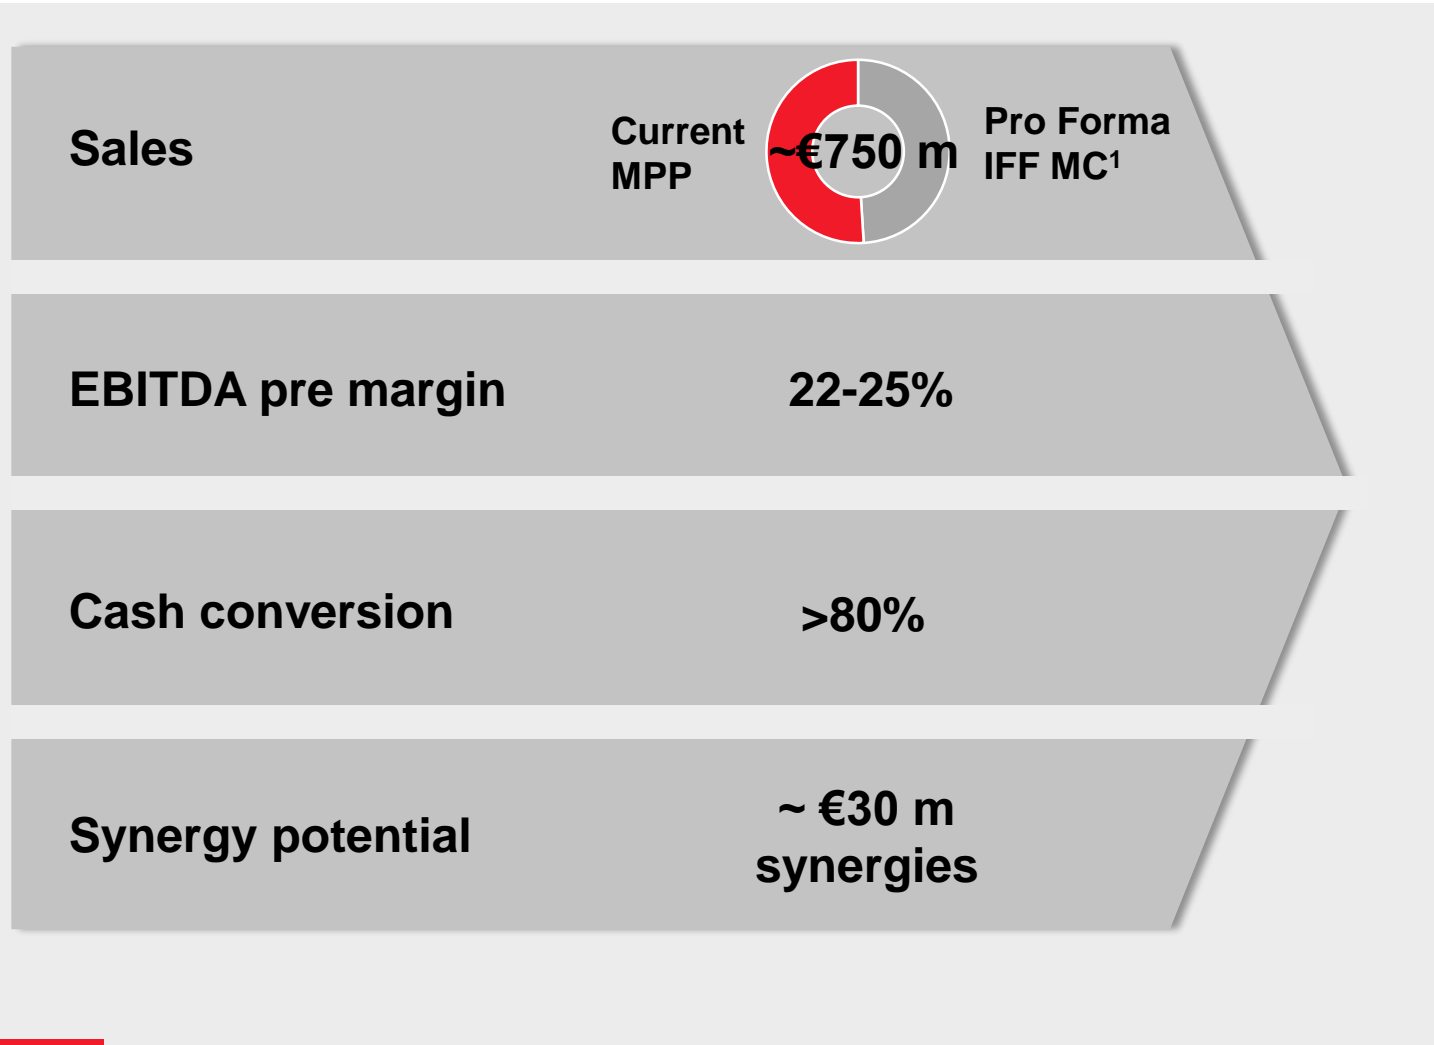 Sales
Current
MPP
~€750 m
Pro Forma
IFF MC¹
EBITDA pre margin
22-25%
Cash conversion
>80%
Synergy potential
~ €30 m
synergies